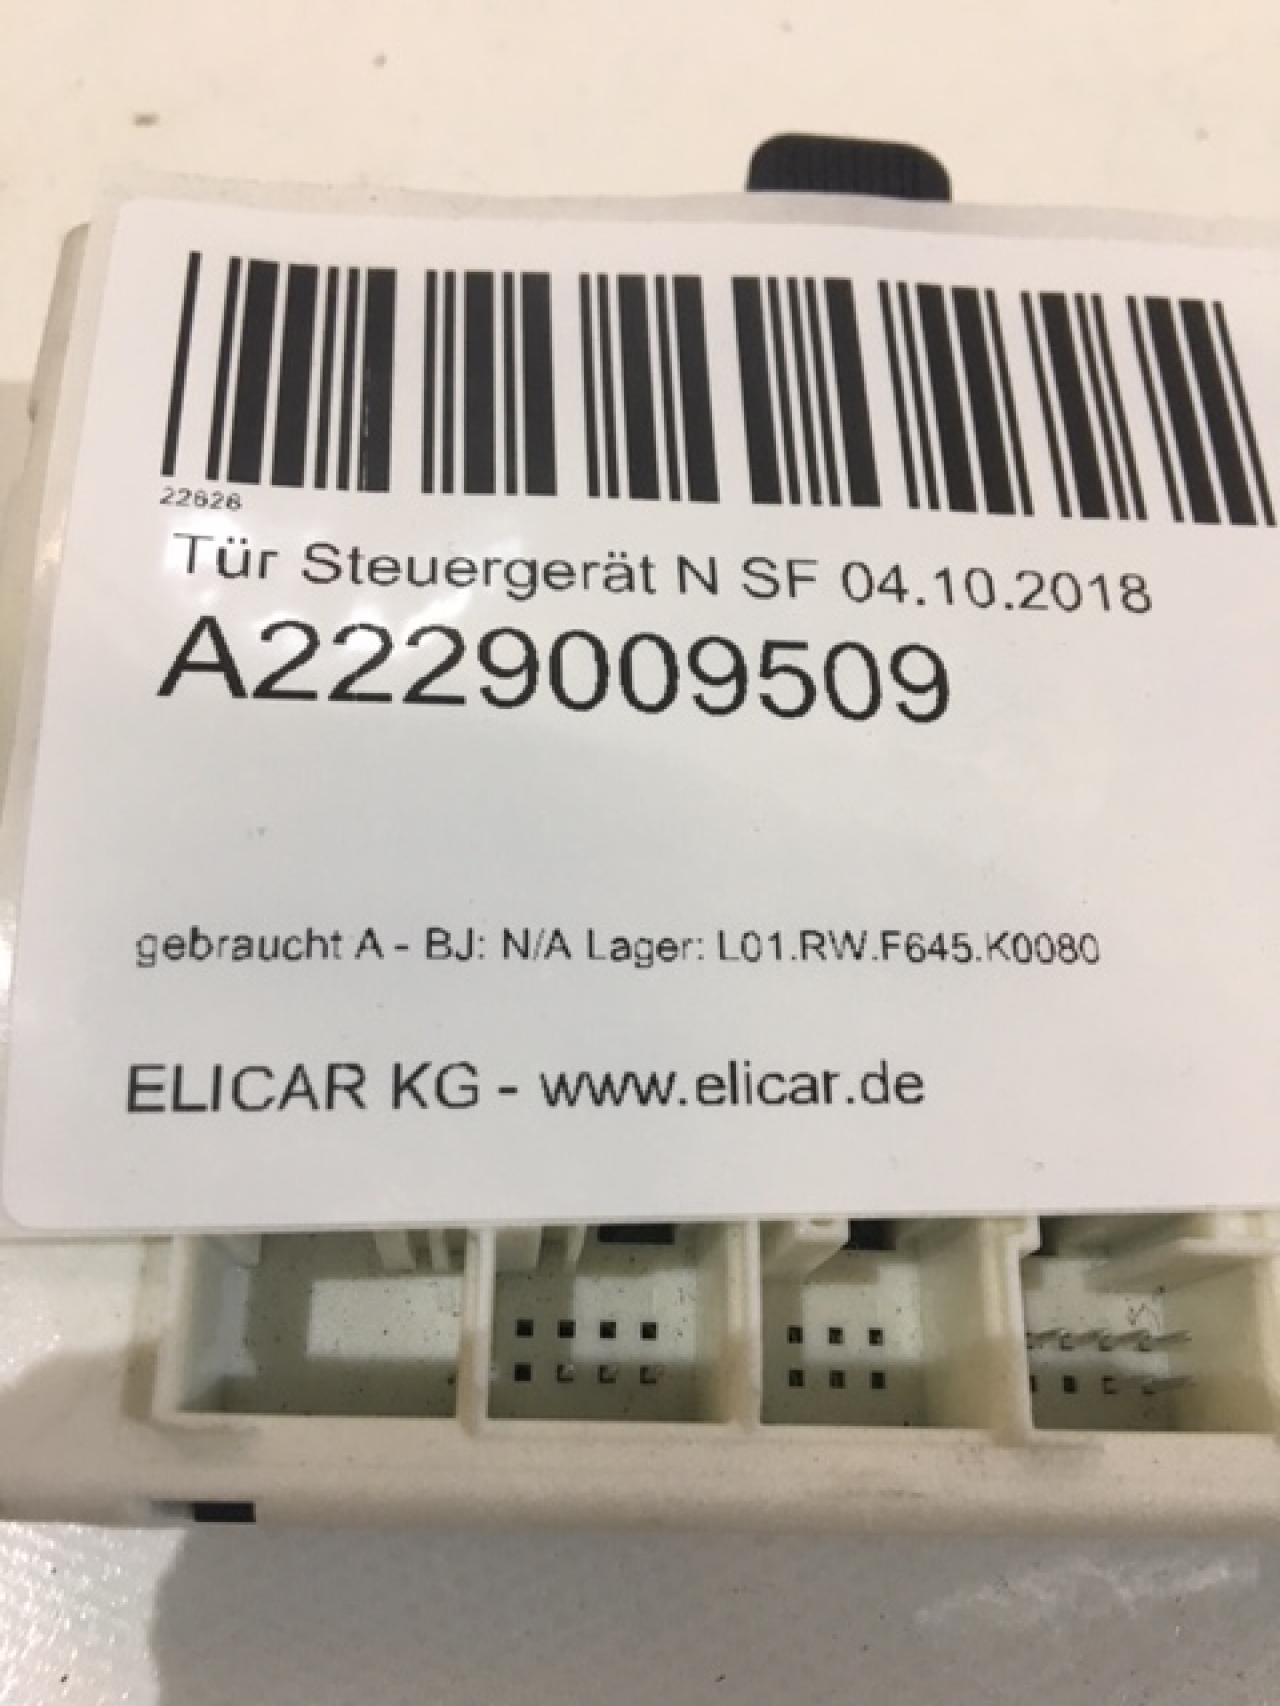 22626
Tür Steuergerät N SF 04.10.2018
A2229009509
gebraucht A - BJ: N/A Lager: L01.RW.F645.K0080
ELICAR KG - www.elicar.de